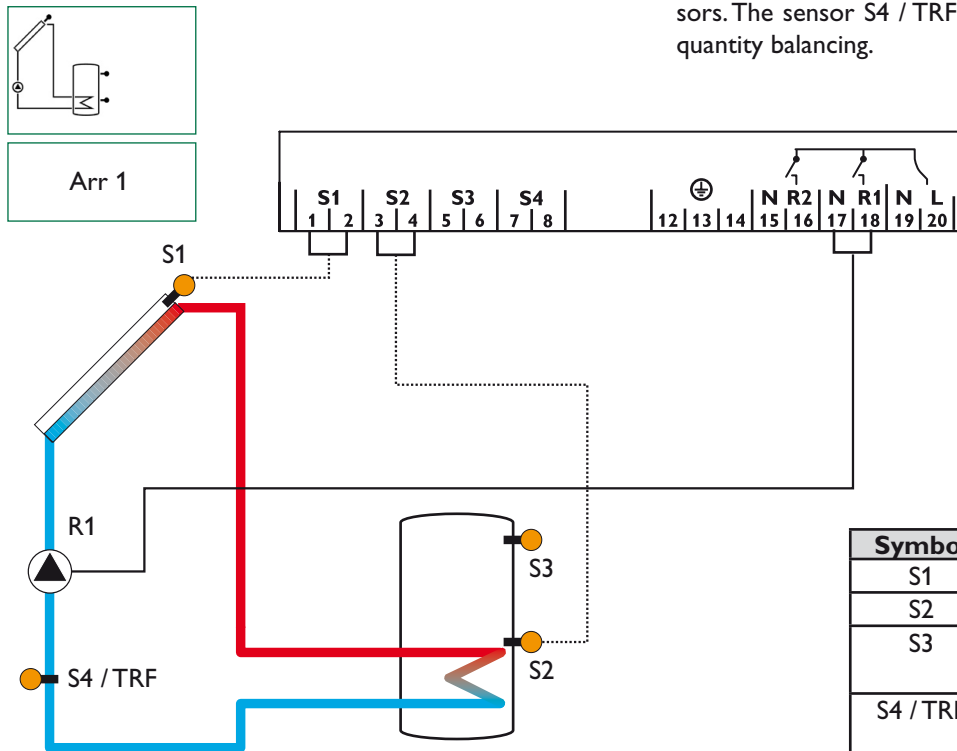 sors. The sensor S4 / TRF
quantity balancing.
Arr 1
S1 S2 S3 S4 N R2 N R1 N L
1 2 3 4 5 6 7 8 12 13 14 15 16 17 18 19 20
S1
R1
S3
S2
S4 / TRF
Symbo
S1
S2
S3
S4 / TRF